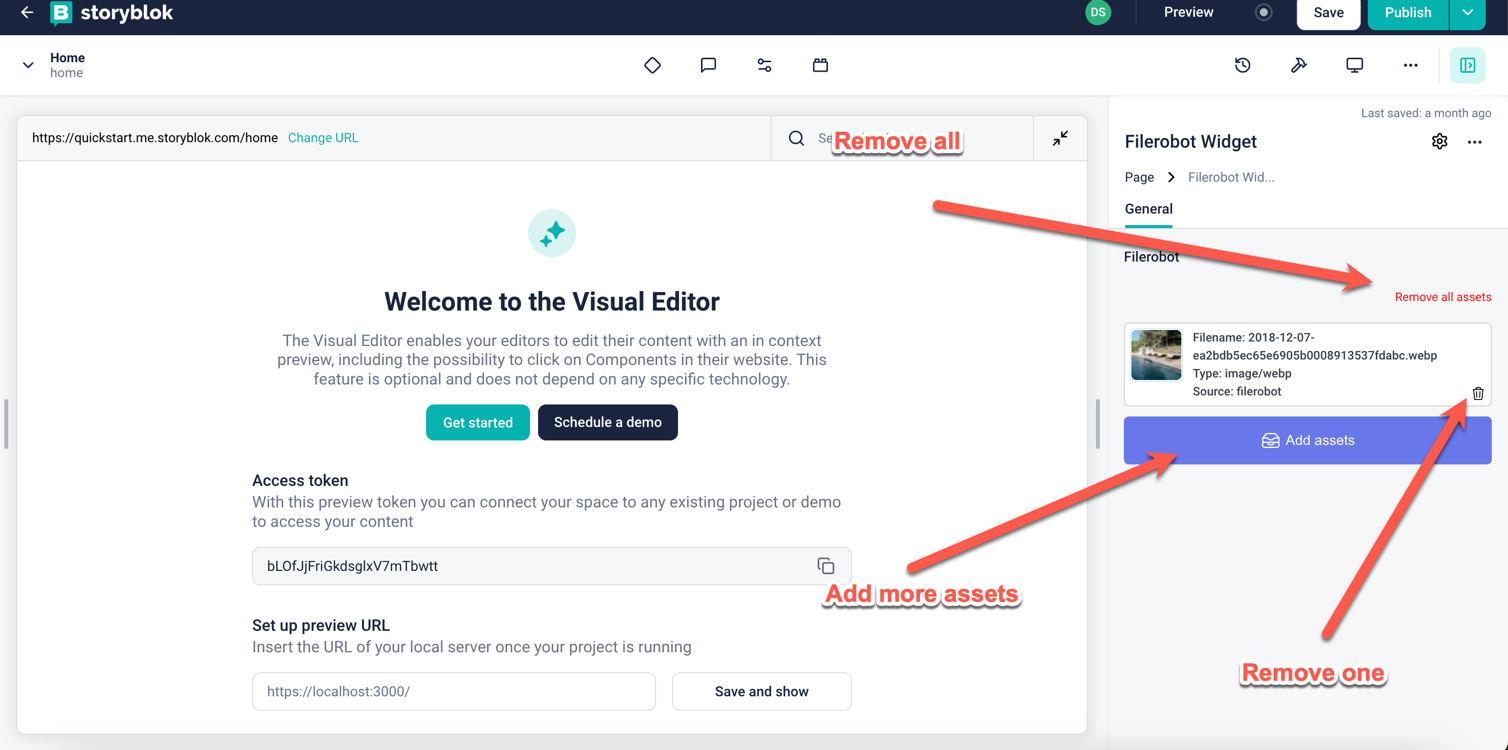 storyblok
DS
Preview
Save
Publish
Home
home
https://quickstart.me.storyblok.com/home
Change URL
Remove all
Welcome to the Visual Editor
The Visual Editor enables your editors to edit their content with an in context
preview, including the possibility to click on Components in their website. This
feature is optional and does not depend on any specific technology.
Get started
Schedule a demo
Access token
With this preview token you can connect your space to any existing project or demo
to access your content
Add more assets
Set up preview URL
Insert the URL of your local server once your project is running
https://localhost:3000/
Save and show
Last saved: a month ago
Filerobot Widget
Page
Filerobot Wid...
General
Filerobot
Remove all assets
Filename: 2018-12-07-
ea2bdb5ec65e6905b0008913537fdabc.webp
Type: image/webp
Source: filerobot
Add assets
Remove one